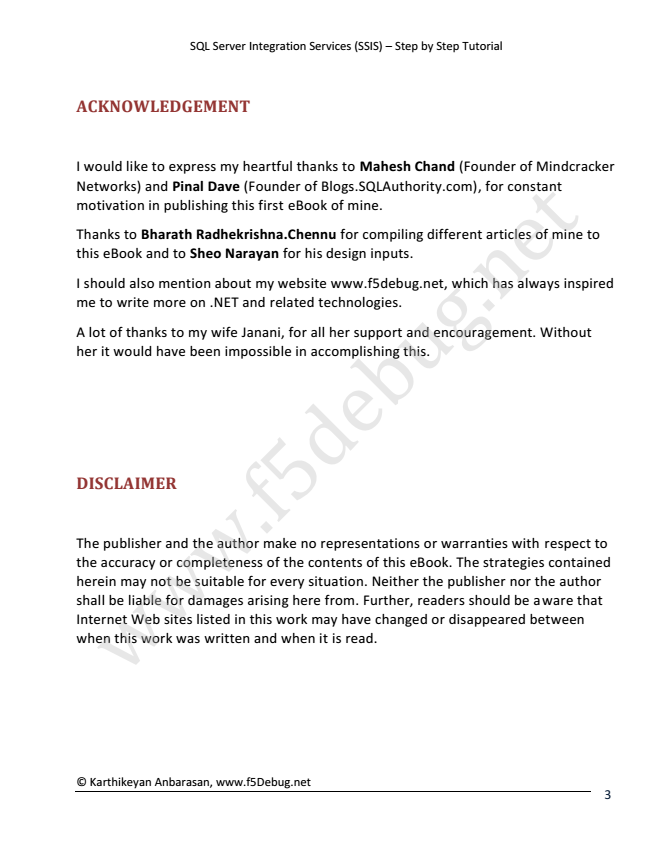 SQL Server Integration Services (SSIS) – Step by Step Tutorial
ACKNOWLEDGEMENT
I would like to express my heartful thanks to Mahesh Chand (Founder of Mindcracker
Networks) and Pinal Dave (Founder of Blogs.SQLAuthority.com), for constant
motivation in publishing this first eBook of mine.
Thanks to Bharath Radhekrishna.Chennu for compiling different articles of mine to
this eBook and to Sheo Narayan for his design inputs.
I should also mention about my website www.f5debug.net, which has always inspired
me to write more on .NET and related technologies.
A lot of thanks to my wife Janani, for all her support and encouragement. Without
her it would have been impossible in accomplishing this.
www.f5debug.net
DISCLAIMER
The publisher and the author make no representations or warranties with respect to
the accuracy or completeness of the contents of this eBook. The strategies contained
herein may not be suitable for every situation. Neither the publisher nor the author
shall be liable for damages arising here from. Further, readers should be aware that
Internet Web sites listed in this work may have changed or disappeared between
when this work was written and when it is read.
© Karthikeyan Anbarasan, www.f5Debug.net
3